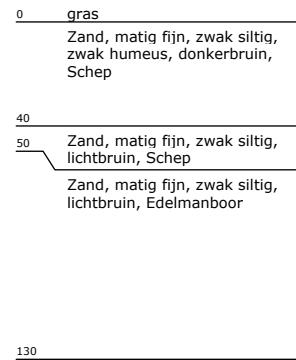 0 gras
Zand, matig fijn, zwak siltig,
zwak humeus, donkerbruin,
Schep
40
50 Zand, matig fijn, zwak siltig,
lichtbruin, Schep
Zand, matig fijn, zwak siltig,
lichtbruin, Edelmanboor
130